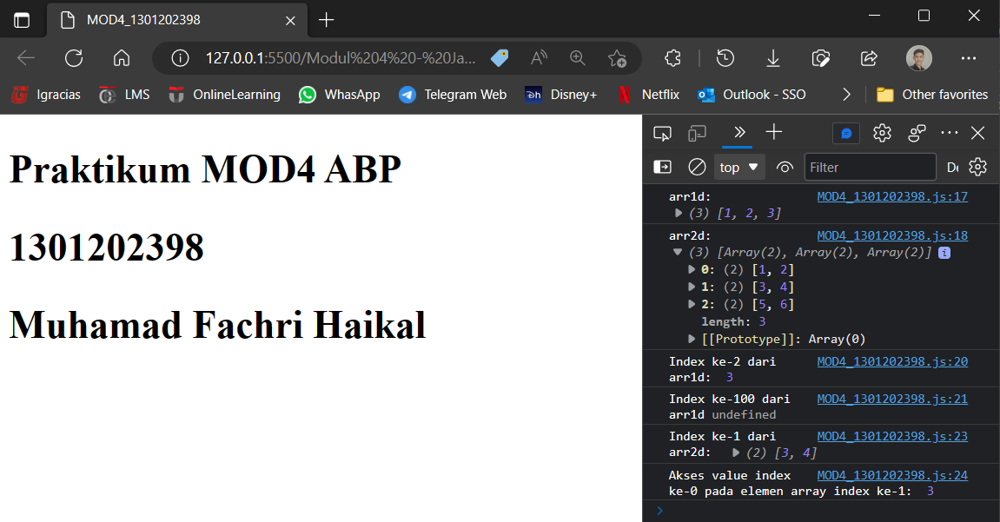 MOD4_1301202398
127.0.0.1:5500/Modul%204%20-%20Ja...
Igracias LMS OnlineLearning WhasApp Telegram Web Disney+ Netflix Outlook - SSO Other favorites
Praktikum MOD4 ABP
1301202398
Muhamad Fachri Haikal
top Filter De
arr1d: MOD4_1301202398.js:17
(3) [1, 2, 3]
arr2d: MOD4_1301202398.js:18
(3) [Array(2), Array(2), Array(2)] i
0: (2) [1, 2]
1: (2) [3, 4]
2: (2) [5, 6]
length: 3
[[Prototype]]: Array(0)
Index ke-2 dari MOD4_1301202398.js:20
arr1d: 3
Index ke-100 dari MOD4_1301202398.js:21
arr1d undefined
Index ke-1 dari MOD4_1301202398.js:23
arr2d: (2) [3, 4]
Akses value index MOD4_1301202398.js:24
ke-0 pada elemen array index ke-1: 3